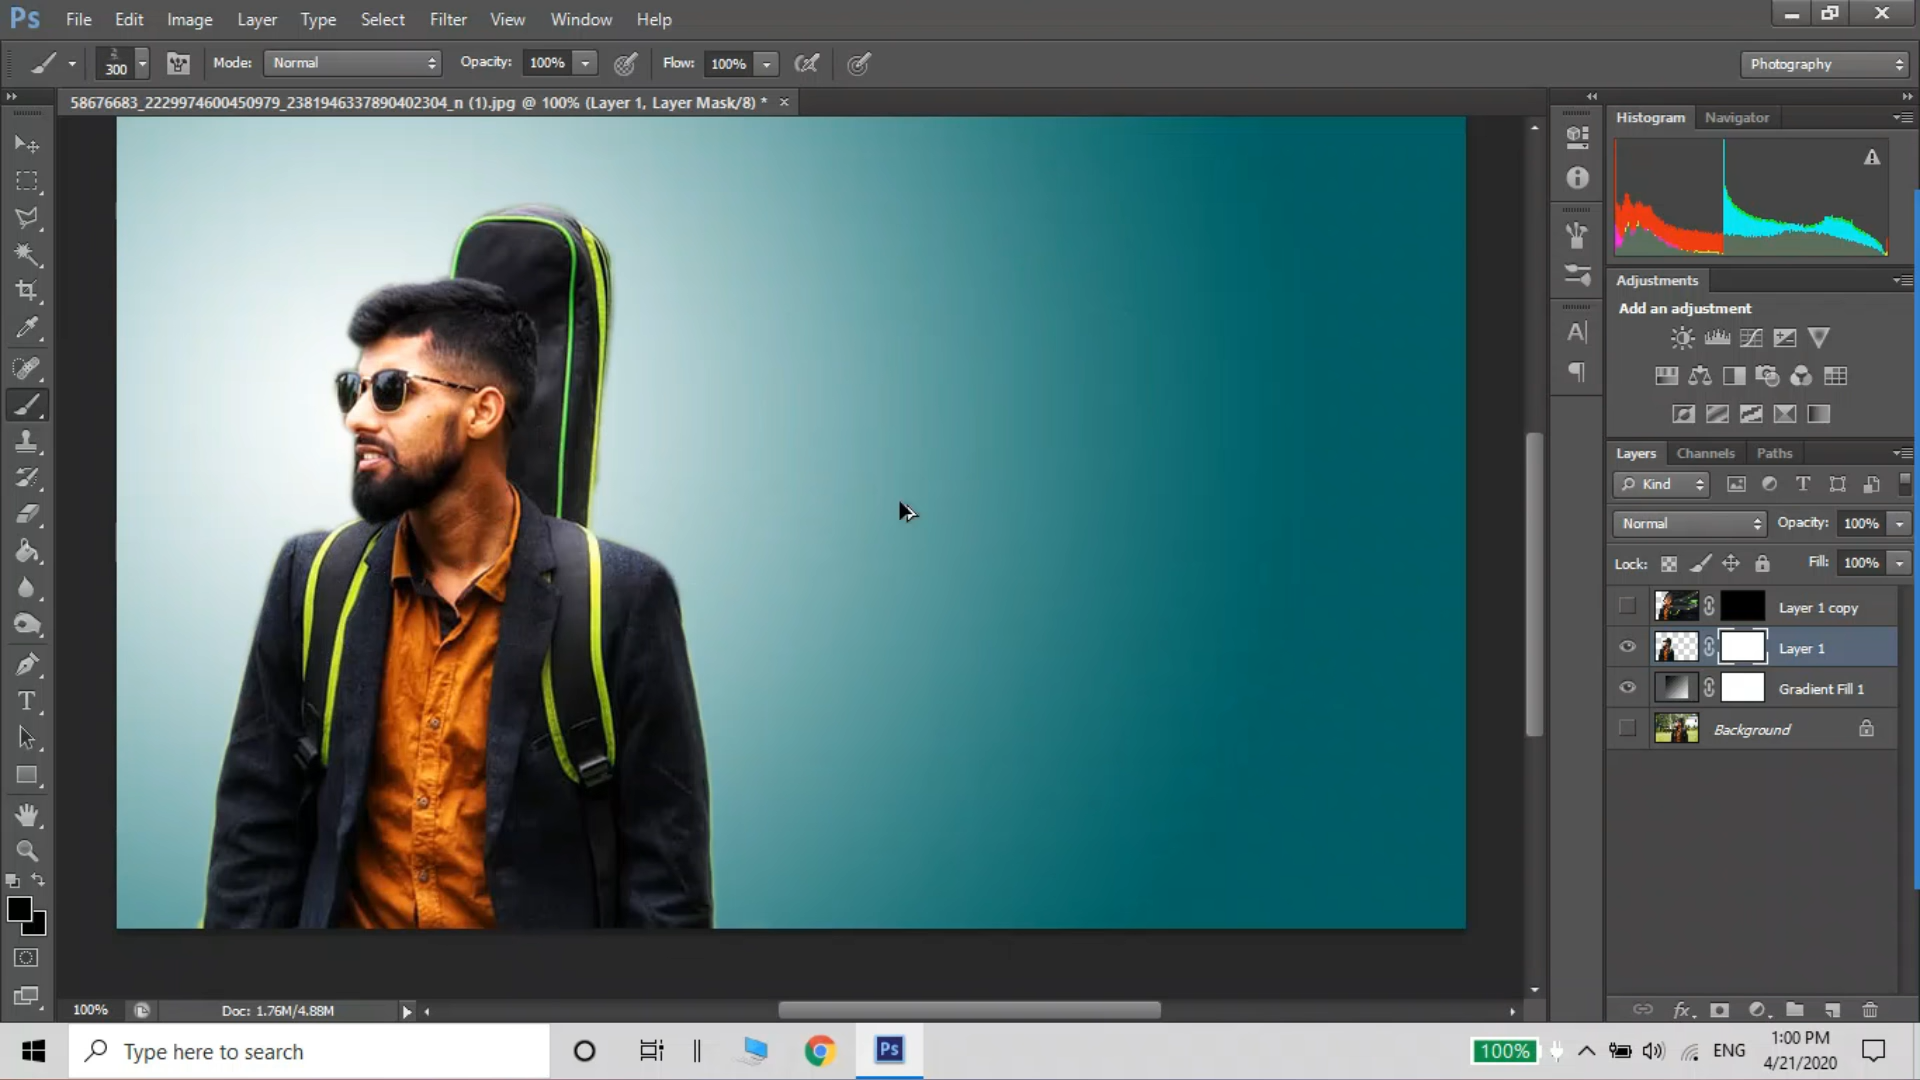 Ps File Edit Image Layer Type Select Filter View Window Help
300 Mode: Normal Opacity: 100% Flow: 100% Photography
58676683_2229974600450979_2381946337890402304_n (1).jpg @ 100% (Layer 1, Layer Mask/8) * ×
Histogram Navigator
Adjustments
Add an adjustment
Layers Channels Paths
Kind
Normal Opacity: 100%
Lock: Fill: 100%
Layer 1 copy
Layer 1
Gradient Fill 1
Background
100% Doc: 1.76M/4.88M
Type here to search Ps 100% ENG 1:00 PM
4/21/2020